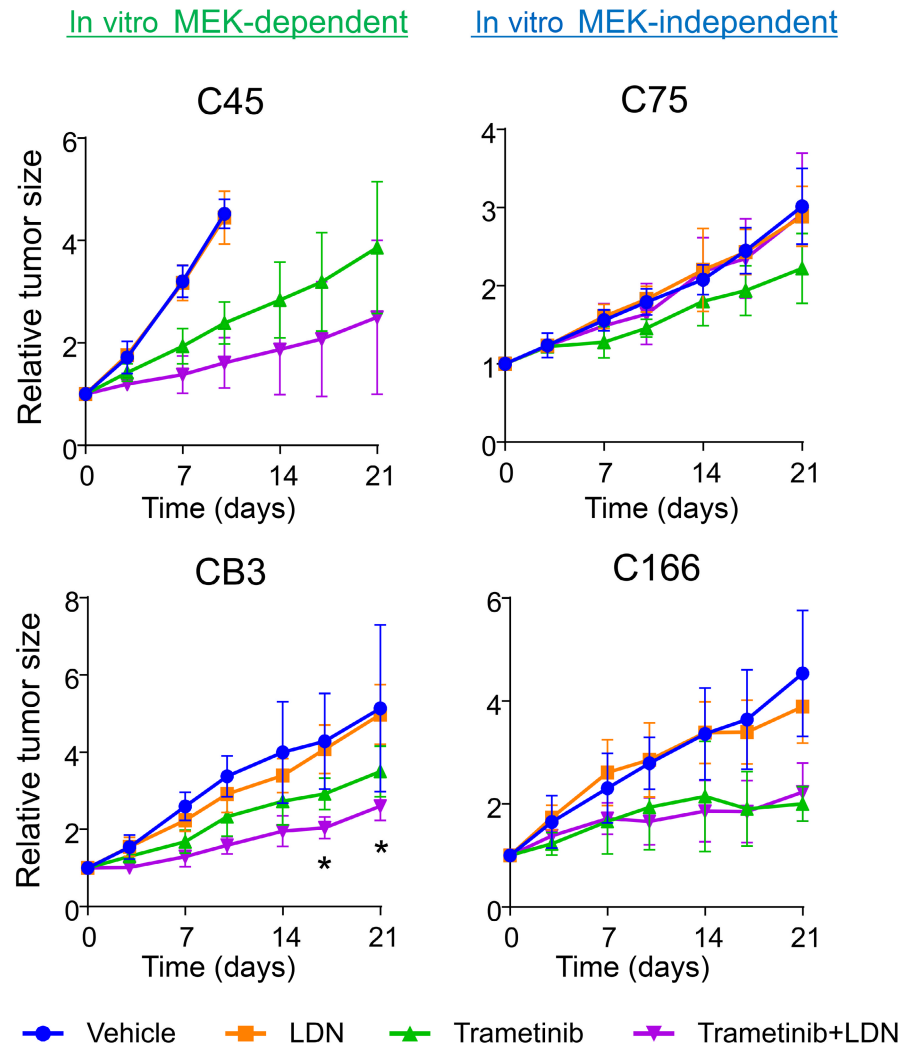 In vitro MEK-dependent
In vitro MEK-independent
C45
Relative tumor size
6
4
2
0
0 7 14 21
Time (days)
C75
4
3
2
1
0
0 7 14 21
Time (days)
CB3
Relative tumor size
8
6
4
2
0
* *
0 7 14 21
Time (days)
C166
6
4
2
0
0 7 14 21
Time (days)
Vehicle LDN Trametinib Trametinib+LDN